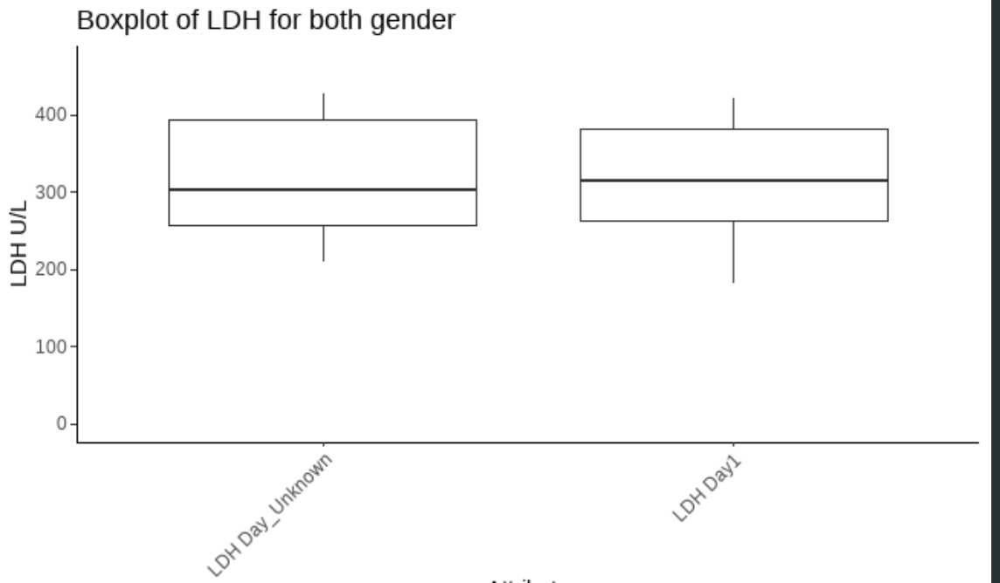 Boxplot of LDH for both gender
LDH U/L
400
300
200
100
0
LDH Day_Unknown
LDH Day1